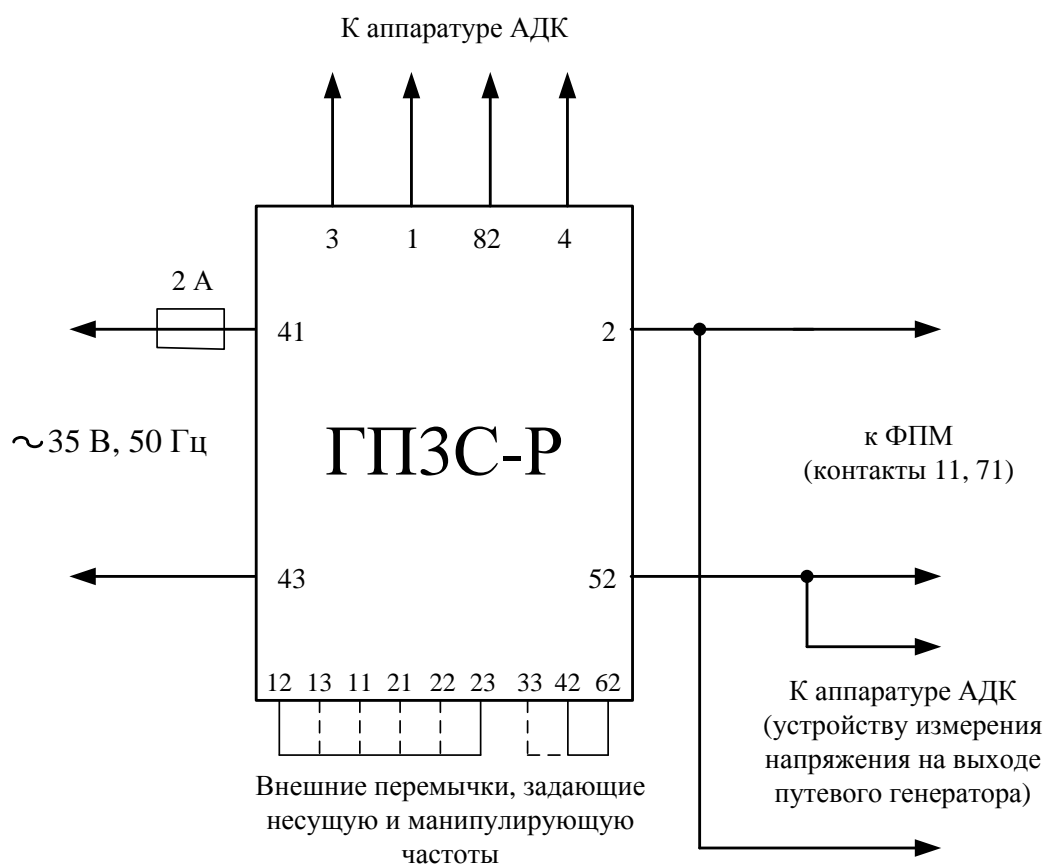 К аппаратуре АДК
3 1 82 4
2 А
41
2
~35 В, 50 Гц
ГП3С-Р
к ФПМ
(контакты 11, 71)
43
52
12 13 11 21 22 23 33 42 62
К аппаратуре АДК
(устройству измерения
напряжения на выходе
путевого генератора)
Внешние перемычки, задающие
несущую и манипулирующую
частоты